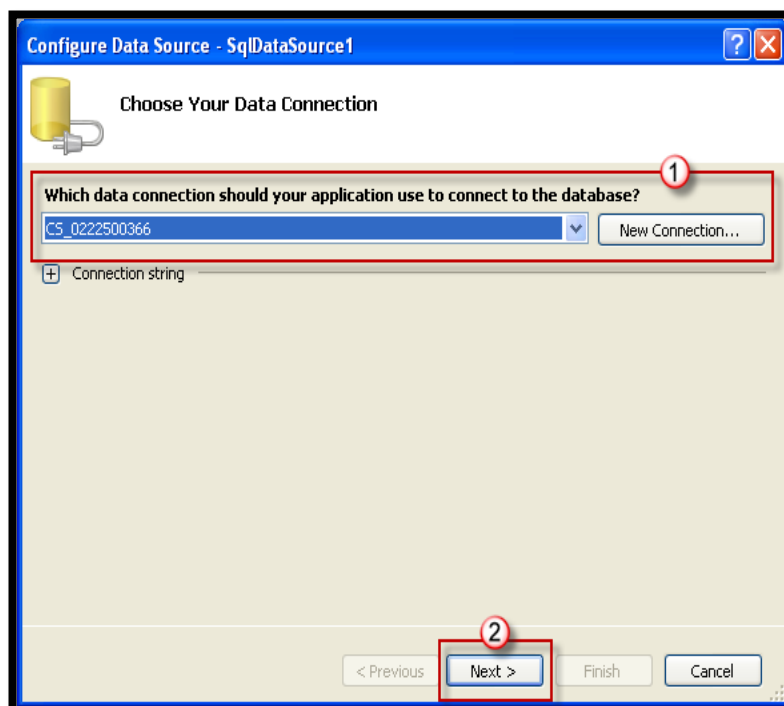 Configure Data Source - SqlDataSource1
Choose Your Data Connection
1
Which data connection should your application use to connect to the database?
CS_0222500366
New Connection...
Connection string
2
< Previous
Next >
Finish
Cancel